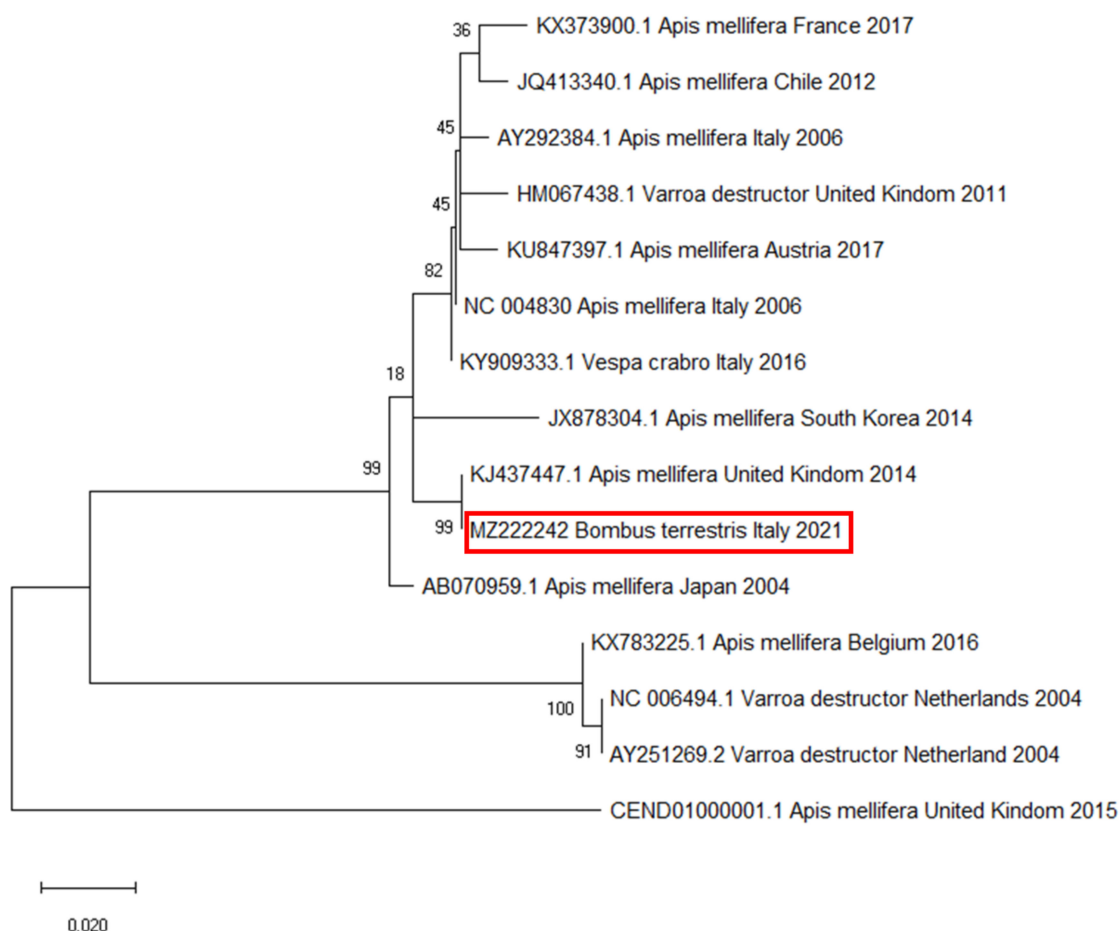 36
KX373900.1 Apis mellifera France 2017
JQ413340.1 Apis mellifera Chile 2012
45
AY292384.1 Apis mellifera Italy 2006
HM067438.1 Varroa destructor United Kindom 2011
45
KU847397.1 Apis mellifera Austria 2017
82
NC 004830 Apis mellifera Italy 2006
KY909333.1 Vespa crabro Italy 2016
18
JX878304.1 Apis mellifera South Korea 2014
99
KJ437447.1 Apis mellifera United Kindom 2014
99
MZ222242 Bombus terrestris Italy 2021
AB070959.1 Apis mellifera Japan 2004
KX783225.1 Apis mellifera Belgium 2016
NC 006494.1 Varroa destructor Netherlands 2004
100
91
AY251269.2 Varroa destructor Netherland 2004
CEND01000001.1 Apis mellifera United Kindom 2015
0.020